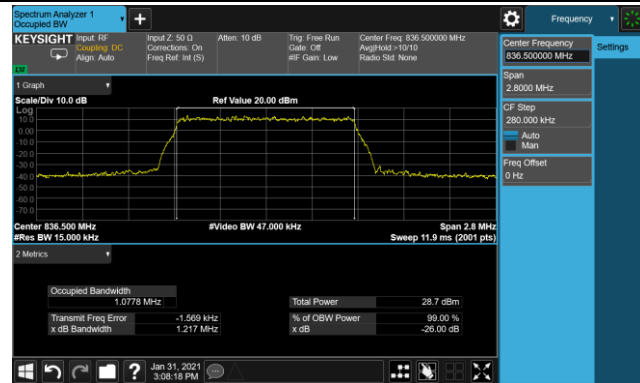 Spectrum Analyzer 1
Occupied BW
Frequency
KEYSIGHT
Input: RF
Coupling: DC
Align: Auto
Input Z: 50 Ω
Corrections: On
Freq Ref: Int (S)
Atten: 10 dB
Trig: Free Run
Gate: Off
#IF Gain: Low
Center Freq: 836.500000 MHz
Avg|Hold:>10/10
Radio Std: None
Center Frequency
836.500000 MHz
Settings
Span
2.8000 MHz
CF Step
280.000 kHz
Auto
Man
Freq Offset
0 Hz
1 Graph
Scale/Div 10.0 dB
Ref Value 20.00 dBm
Log
10.0
0.00
-10.0
-20.0
-30.0
-40.0
-50.0
-60.0
-70.0
Center 836.500 MHz
#Video BW 47.000 kHz
Span 2.8 MHz
#Res BW 15.000 kHz
Sweep 11.9 ms (2001 pts)
2 Metrics
Occupied Bandwidth
1.0778 MHz
Total Power
28.7 dBm
Transmit Freq Error
-1.569 kHz
% of OBW Power
99.00 %
x dB Bandwidth
1.217 MHz
x dB
-26.00 dB
?
Jan 31, 2021
3:08:18 PM